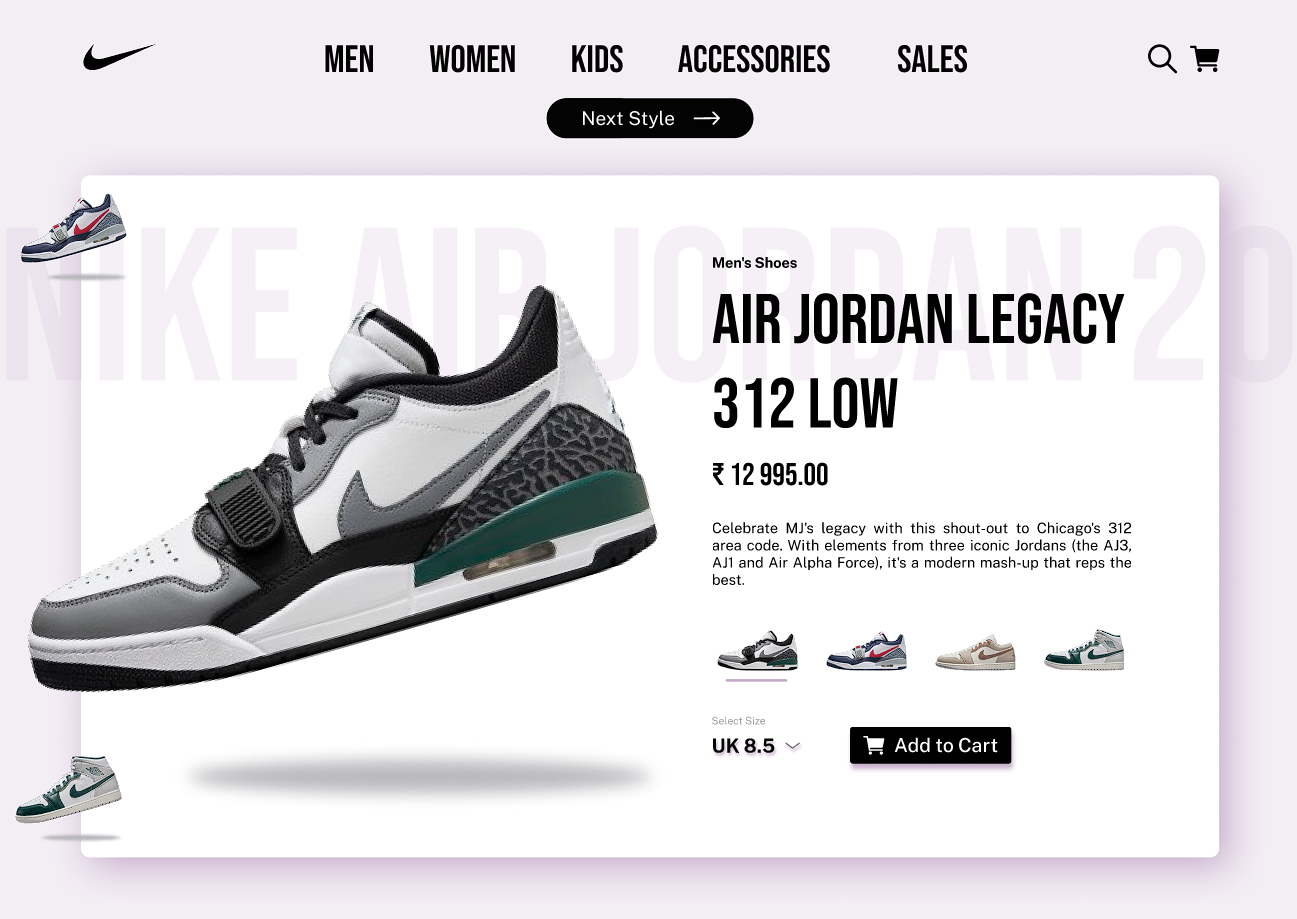 MEN WOMEN KIDS ACCESSORIES SALES
Next Style
NIKE AIR JORDAN 20
Men's Shoes
AIR JORDAN LEGACY
312 LOW
₹ 12 995.00
Celebrate MJ's legacy with this shout-out to Chicago's 312
area code. With elements from three iconic Jordans (the AJ3,
AJ1 and Air Alpha Force), it's a modern mash-up that reps the
best.
Select Size
UK 8.5
Add to Cart